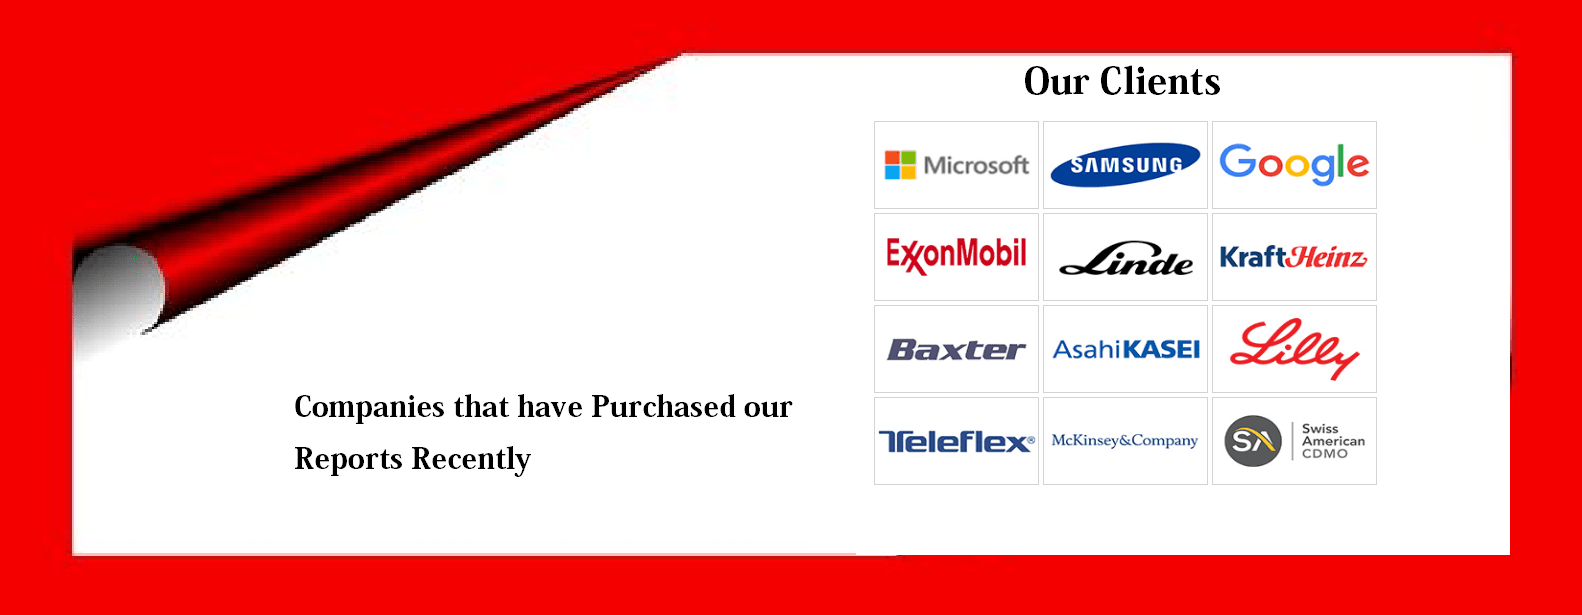 Our Clients
Microsoft
SAMSUNG
Google
ExxonMobil
Linde
KraftHeinz
Baxter
AsahiKASEI
Lilly
Teleflex®
McKinsey&Company
SA
Swiss
American
CDMO
Companies that have Purchased our
Reports Recently